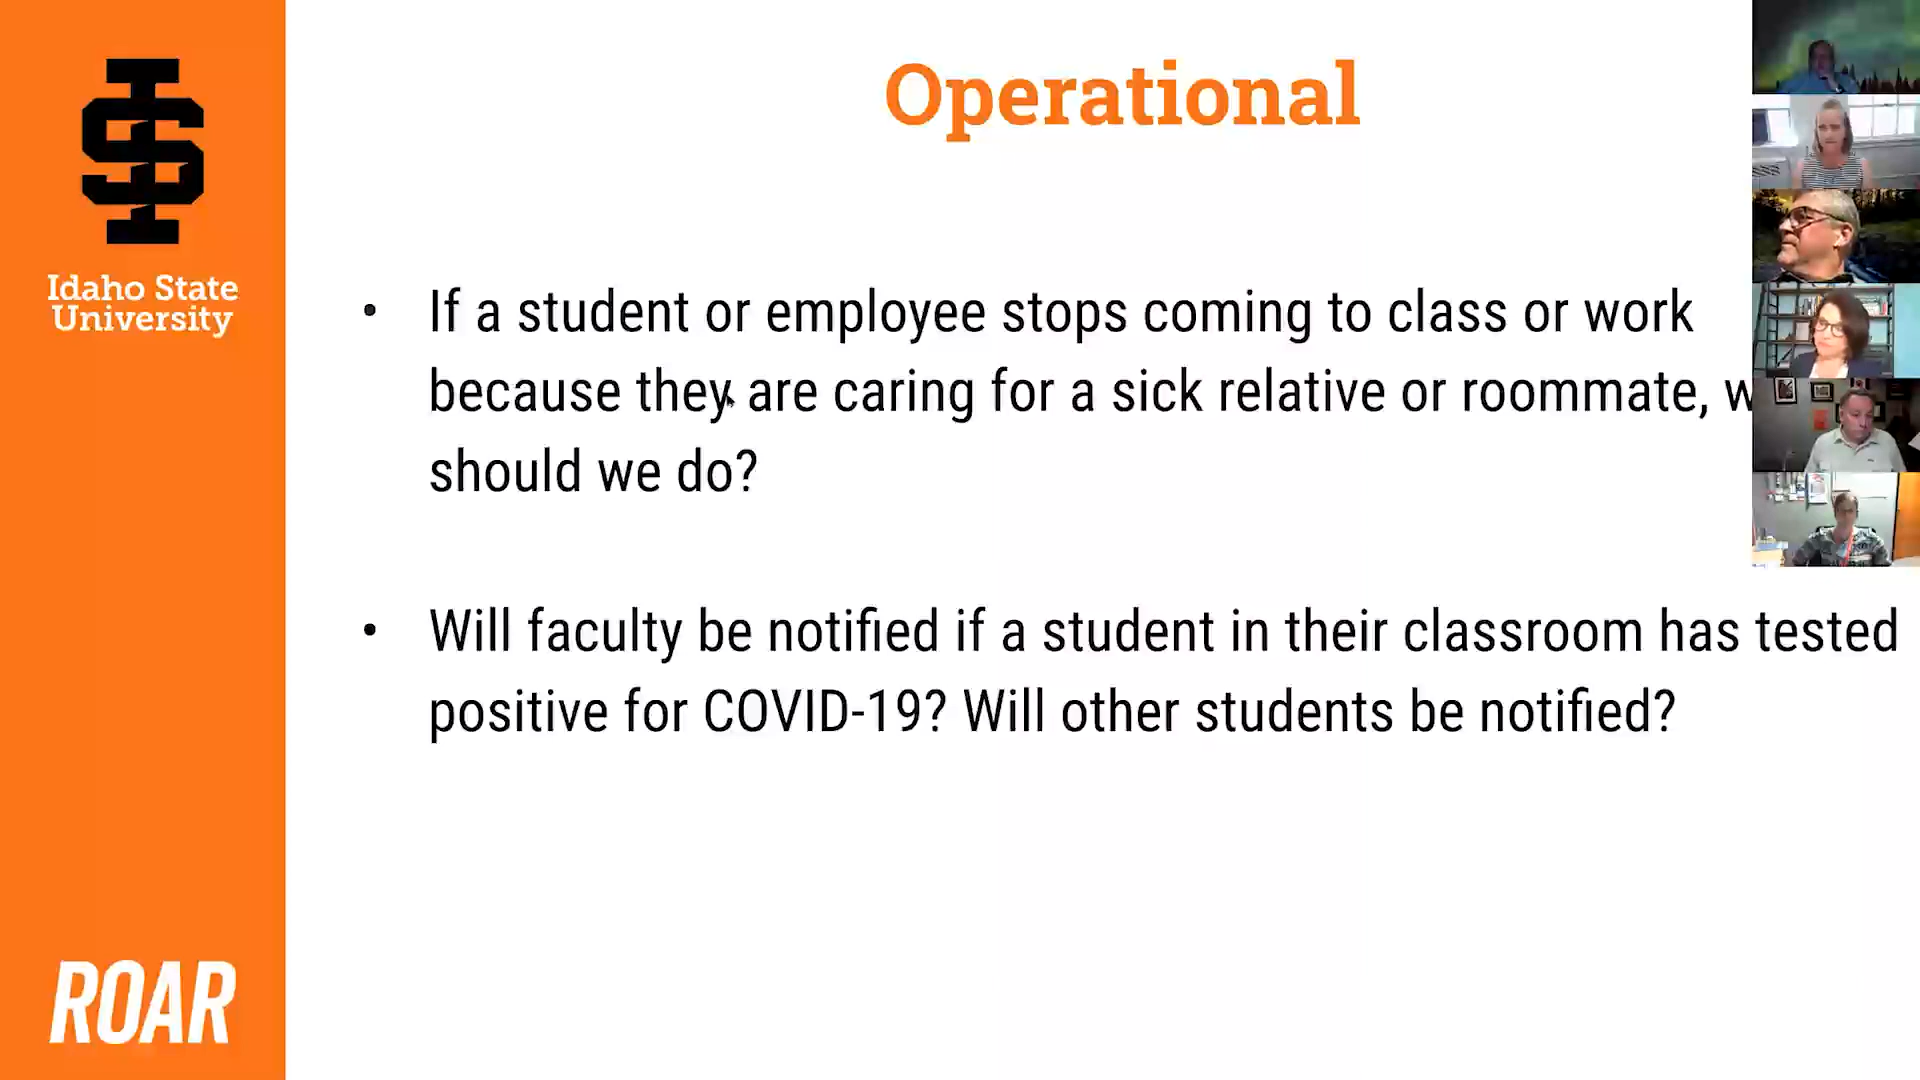 Operational
Idaho State
University
• If a student or employee stops coming to class or work
because they are caring for a sick relative or roommate,
should we do?
• Will faculty be notified if a student in their classroom has tested
positive for COVID-19? Will other students be notified?
ROAR